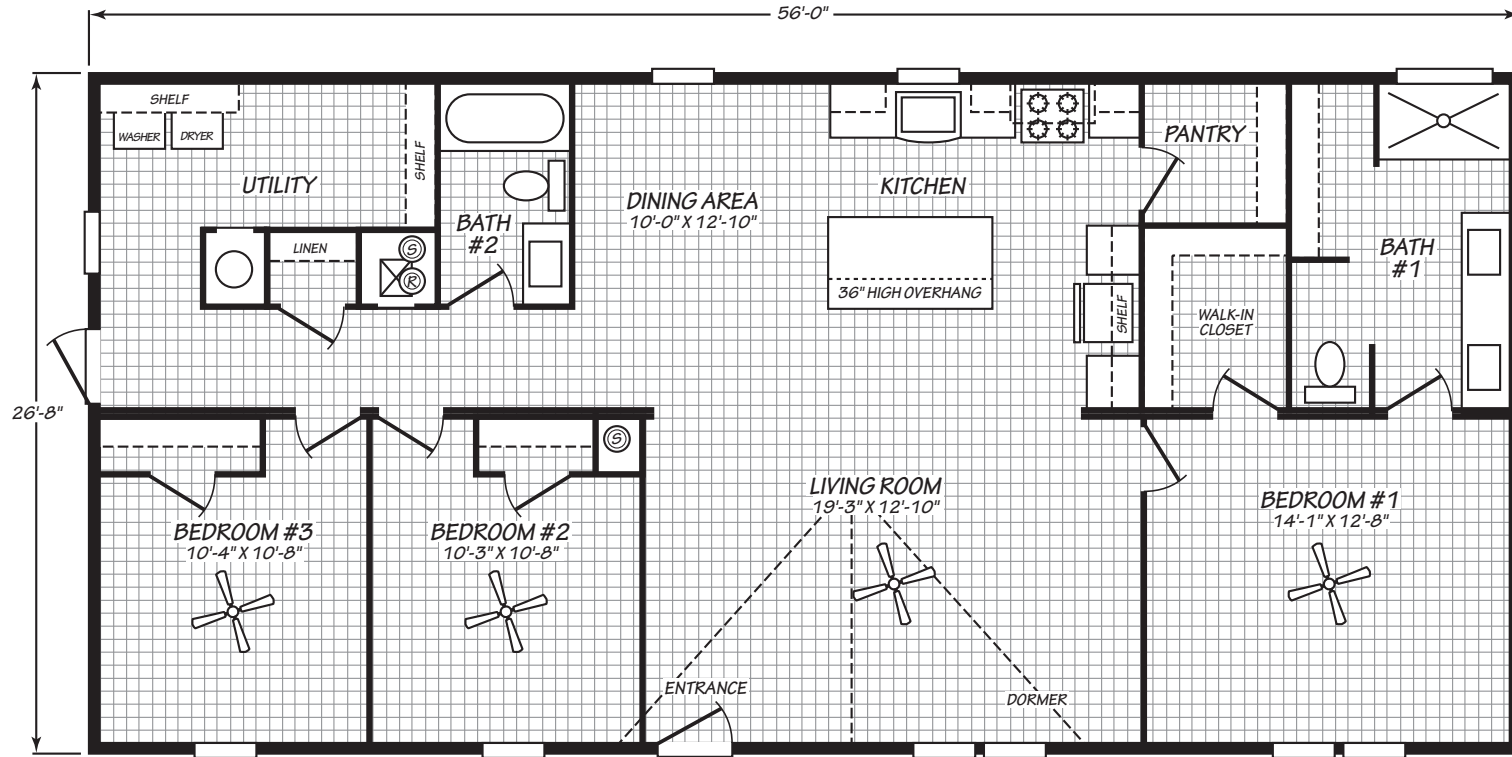 56'-0"
26'-8"
SHELF
WASHER
DRYER
SHELF
UTILITY
LINEN
S
R
BATH
#2
DINING AREA
10'-0" X 12'-10"
KITCHEN
36" HIGH OVERHANG
SHELF
PANTRY
WALK-IN
CLOSET
BATH
#1
BEDROOM #3
10'-4" X 10'-8"
BEDROOM #2
10'-3" X 10'-8"
S
LIVING ROOM
19'-3" X 12'-10"
ENTRANCE
DORMER
BEDROOM #1
14'-1" X 12'-8"